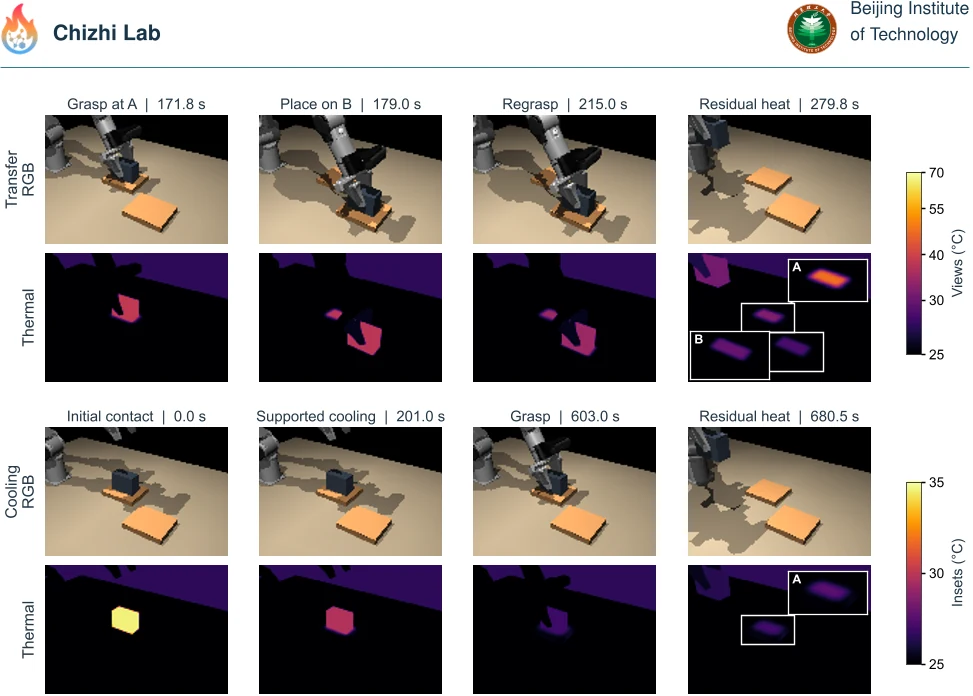 Chizhi Lab
Beijing Institute
of Technology
Grasp at A | 171.8 s
Place on B | 179.0 s
Regrasp | 215.0 s
Residual heat | 279.8 s
Transfer
RGB
Thermal
A
B
70
55
40
30
25
Views (°C)
Initial contact | 0.0 s
Supported cooling | 201.0 s
Grasp | 603.0 s
Residual heat | 680.5 s
Cooling
RGB
Thermal
A
35
30
25
Insets (°C)